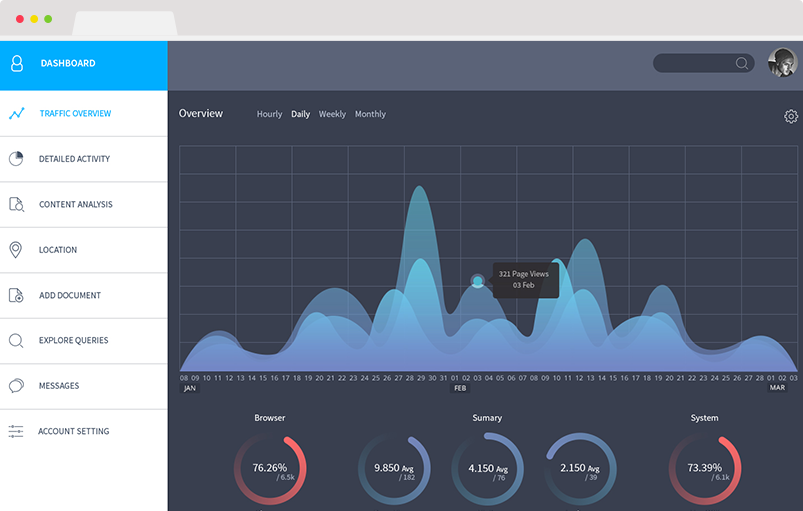 DASHBOARD
TRAFFIC OVERVIEW
DETAILED ACTIVITY
CONTENT ANALYSIS
LOCATION
ADD DOCUMENT
EXPLORE QUERIES
MESSAGES
ACCOUNT SETTING
Overview Hourly Daily Weekly Monthly
321 Page Views
03 Feb
08 09 10 11 12 13 14 15 16 17 18 19 20 21 22 23 24 25 26 27 28 29 30 31 01 02 03 04 05 06 07 08 09 10 11 12 13 14 15 16 17 18 19 20 21 22 23 24 25 26 27 28 01 02 03
JAN FEB MAR
Browser Sumary System
76.26% 9.850 Avg 4.150 Avg 2.150 Avg 73.39%
/ 6.5k / 182 / 76 / 39 / 6.1k